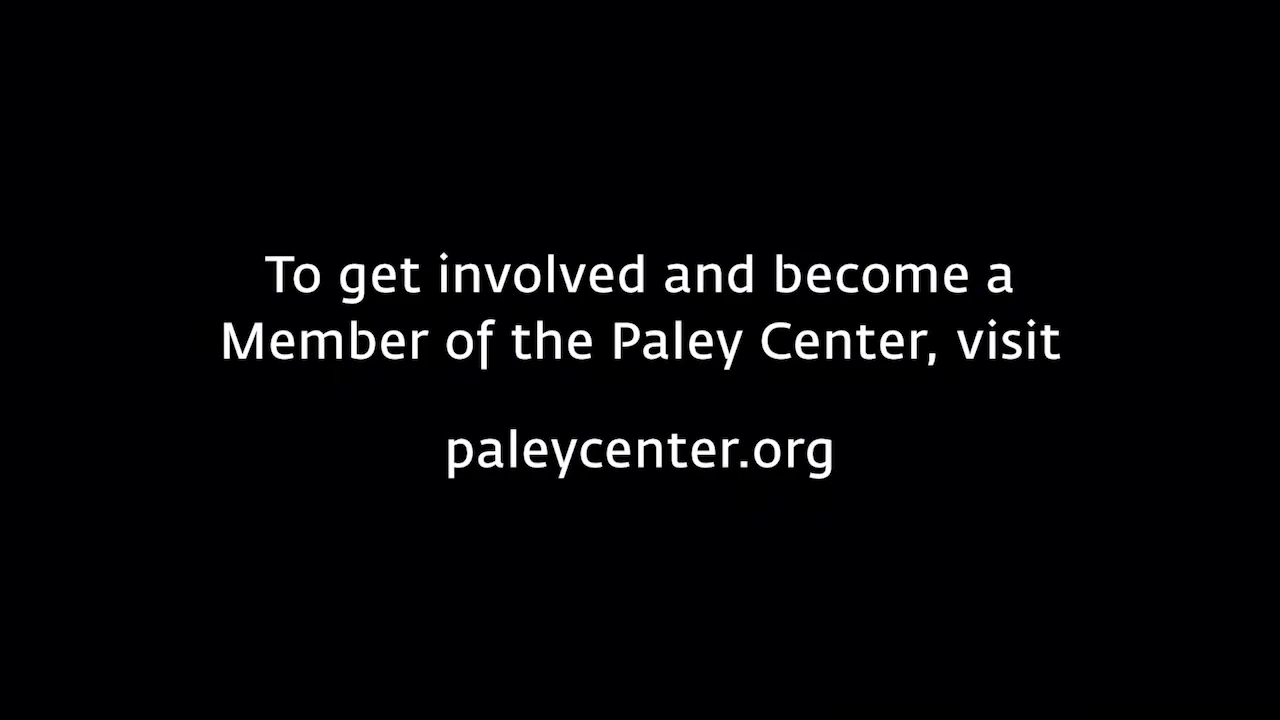 To get involved and become a
Member of the Paley Center, visit
paleycenter.org